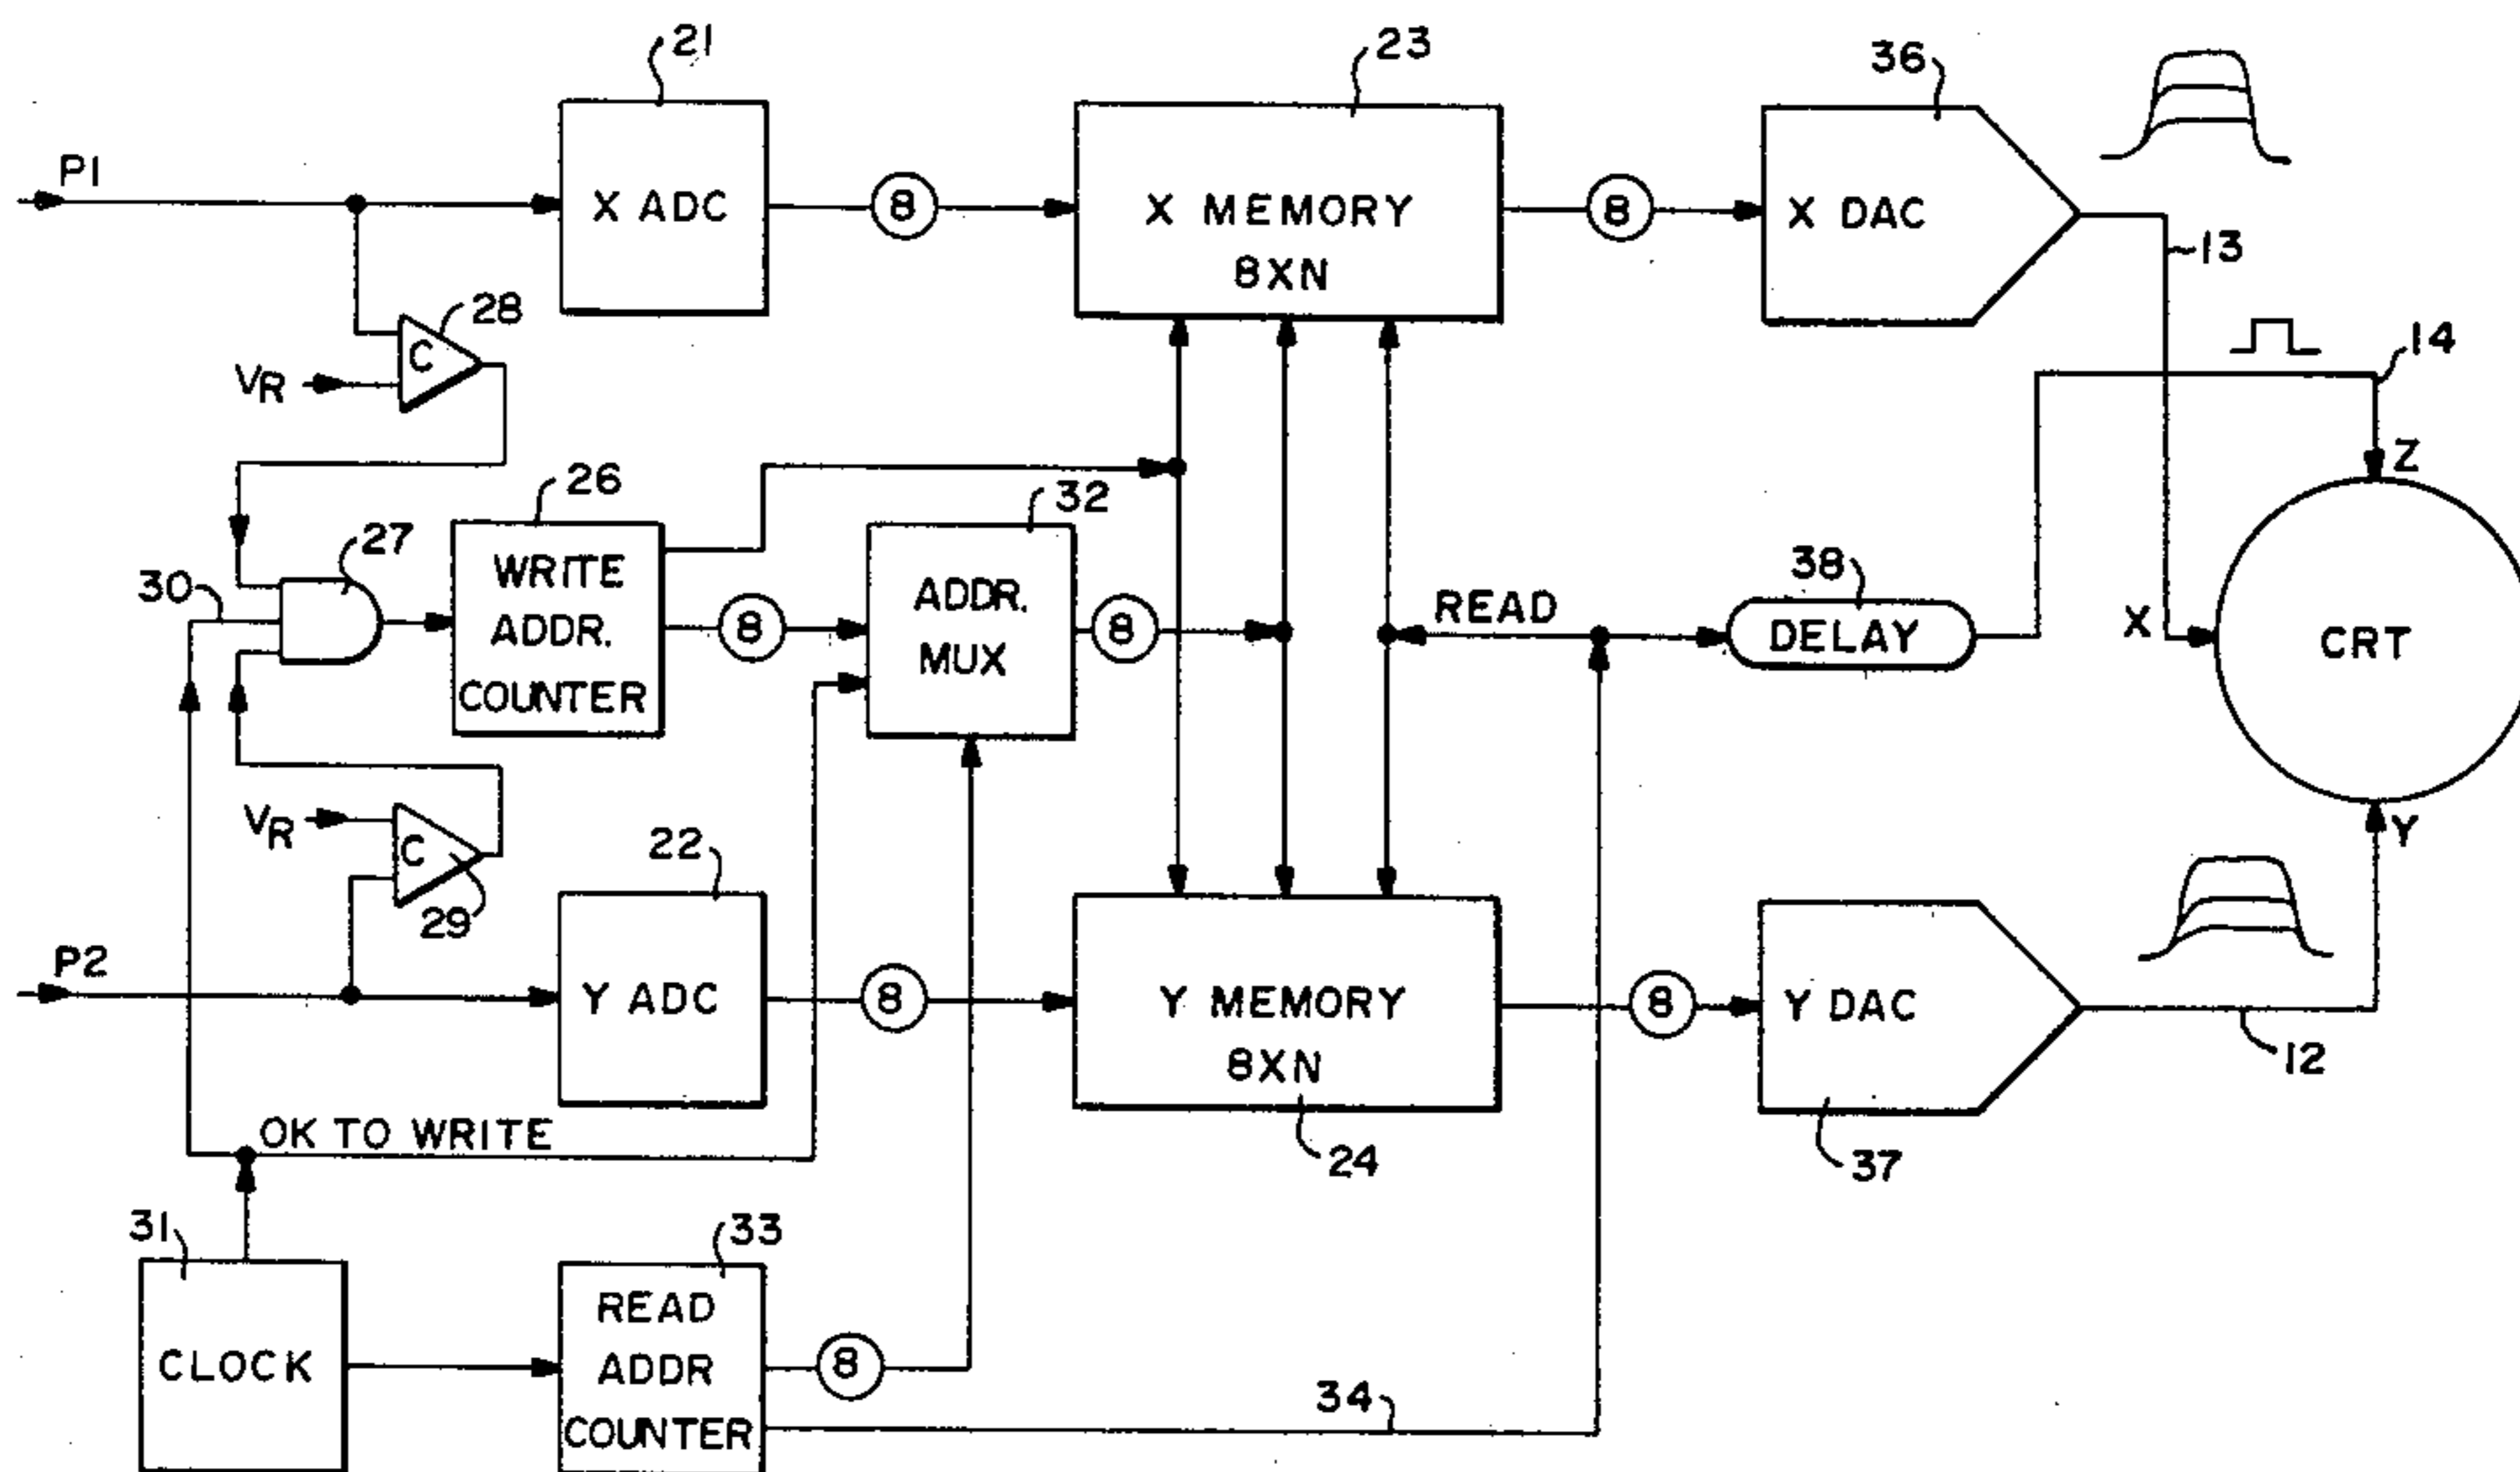 21
23
36
P1
X ADC
8
X MEMORY
8XN
8
X DAC
13
28
C
VR
14
Z
26
32
27
30
WRITE
ADDR.
COUNTER
8
ADDR.
MUX
8
READ
38
DELAY
X
CRT
VR
C
29
22
Y
P2
Y ADC
8
Y MEMORY
8XN
8
Y DAC
12
OK TO WRITE
24
37
31
33
CLOCK
READ
ADDR
COUNTER
8
34